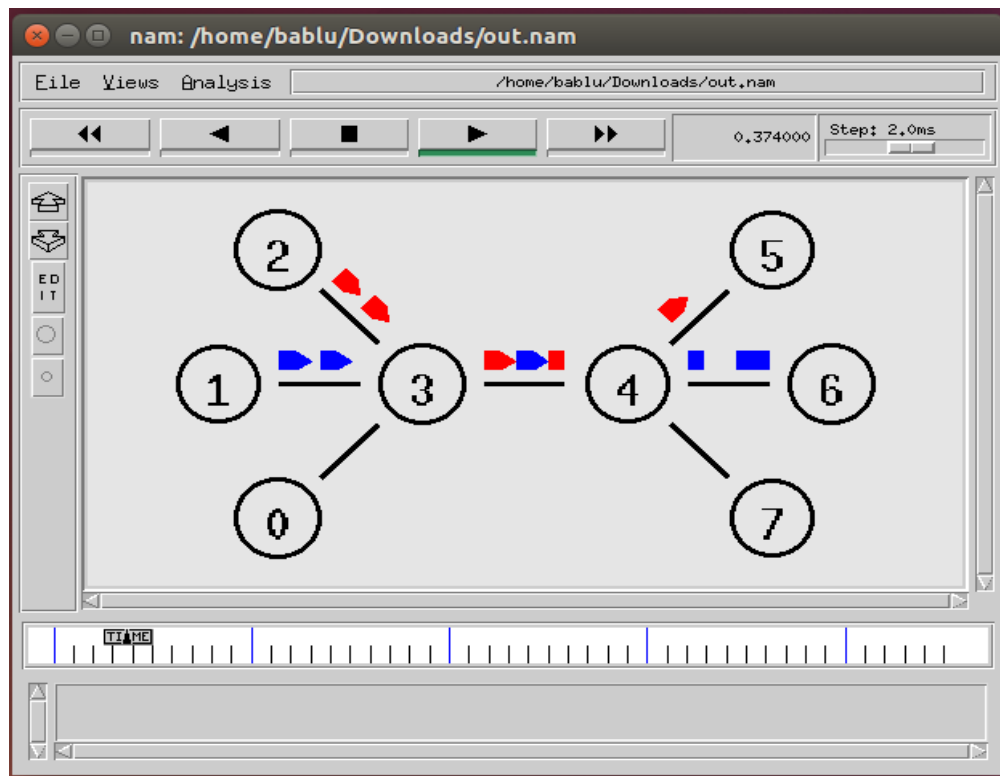 nam: /home/bablu/Downloads/out.nam
File Views Analysis /home/bablu/Downloads/out.nam
0.374000 Step: 2.0ms
E D
I T
2 5
1 3 4 6
0 7
TIME